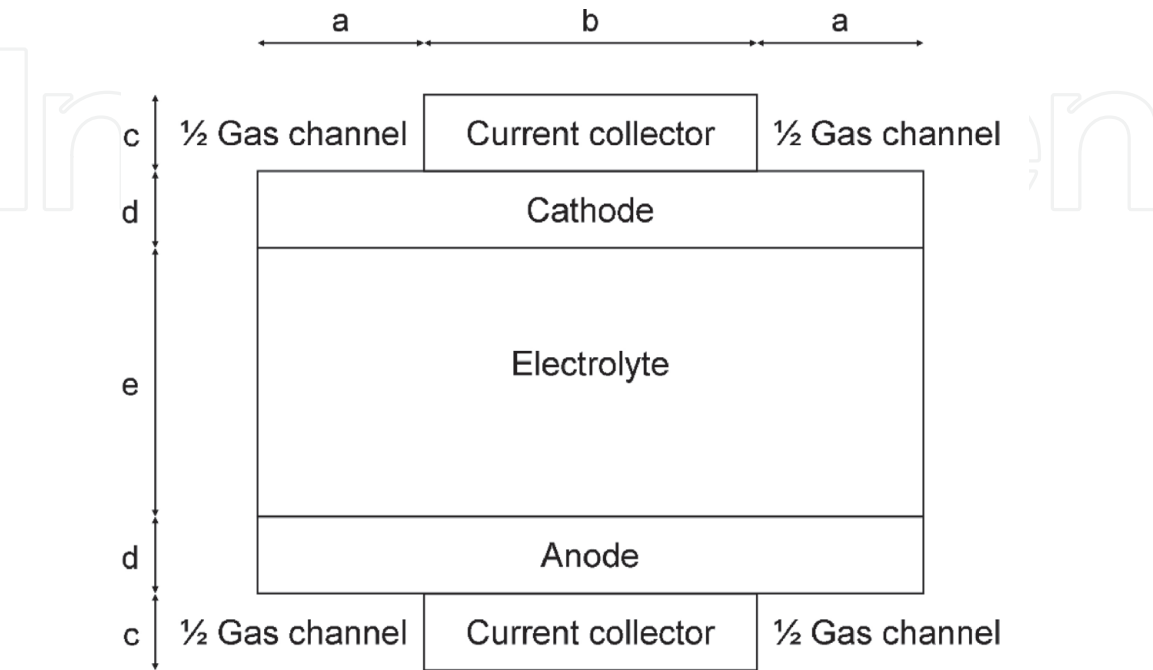 a b a
c ½ Gas channel Current collector ½ Gas channel
d Cathode
e Electrolyte
d Anode
c ½ Gas channel Current collector ½ Gas channel